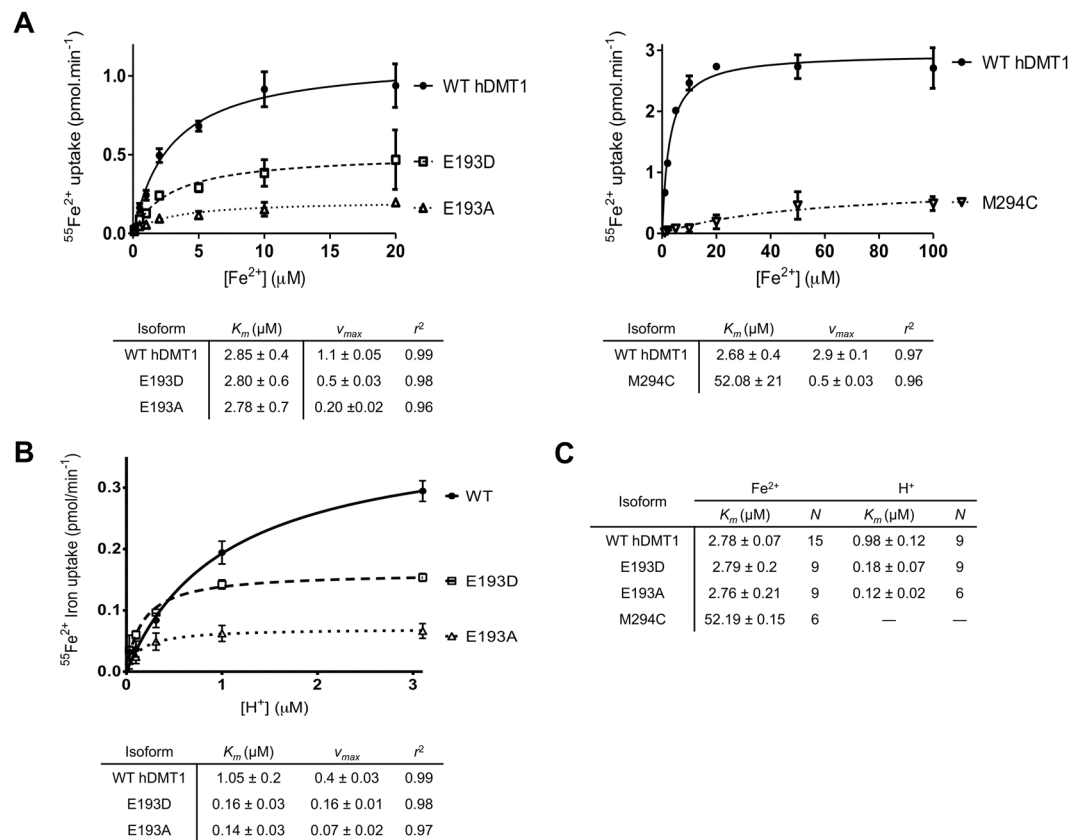 A
⁵⁵Fe²⁺ uptake (pmol.min⁻¹)
1.0
0.5
0.0
0 5 10 15 20
[Fe²⁺] (μM)
WT hDMT1
E193D
E193A
⁵⁵Fe²⁺ uptake (pmol.min⁻¹)
3
2
1
0
0 20 40 60 80 100
[Fe²⁺] (μM)
WT hDMT1
M294C
Isoform Kₘ (μM) vₘₐₓ r²
WT hDMT1 2.85 ± 0.4 1.1 ± 0.05 0.99
E193D 2.80 ± 0.6 0.5 ± 0.03 0.98
E193A 2.78 ± 0.7 0.20 ±0.02 0.96
Isoform Kₘ (μM) vₘₐₓ r²
WT hDMT1 2.68 ± 0.4 2.9 ± 0.1 0.97
M294C 52.08 ± 21 0.5 ± 0.03 0.96
B
⁵⁵Fe²⁺ Iron uptake (pmol/min⁻¹)
0.3
0.2
0.1
0.0
0 1 2 3
[H⁺] (μM)
WT
E193D
E193A
Isoform Kₘ (μM) vₘₐₓ r²
WT hDMT1 1.05 ± 0.2 0.4 ± 0.03 0.99
E193D 0.16 ± 0.03 0.16 ± 0.01 0.98
E193A 0.14 ± 0.03 0.07 ± 0.02 0.97
C
Isoform Fe²⁺ H⁺
Kₘ (μM) N Kₘ (μM) N
WT hDMT1 2.78 ± 0.07 15 0.98 ± 0.12 9
E193D 2.79 ± 0.2 9 0.18 ± 0.07 9
E193A 2.76 ± 0.21 9 0.12 ± 0.02 6
M294C 52.19 ± 0.15 6 — —